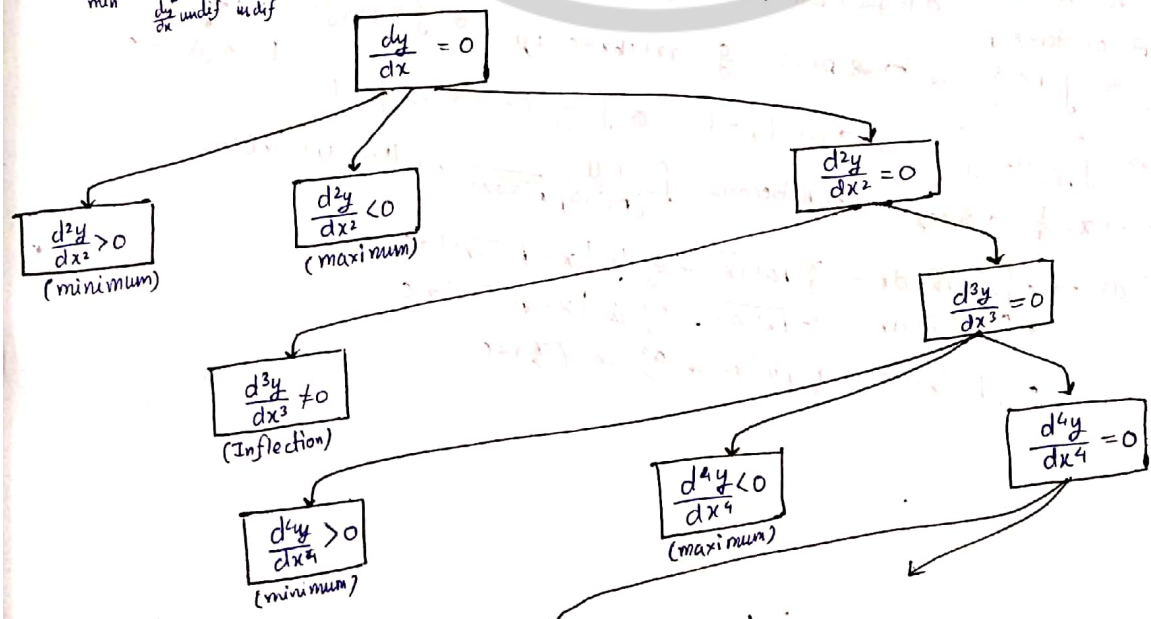 min
dy/dx undif
dy/dx = 0
d²y/dx² > 0
(minimum)
d²y/dx² < 0
(maximum)
d²y/dx² = 0
d³y/dx³ ≠ 0
(Inflection)
d³y/dx³ = 0
d⁴y/dx⁴ > 0
(minimum)
d⁴y/dx⁴ < 0
(maximum)
d⁴y/dx⁴ = 0